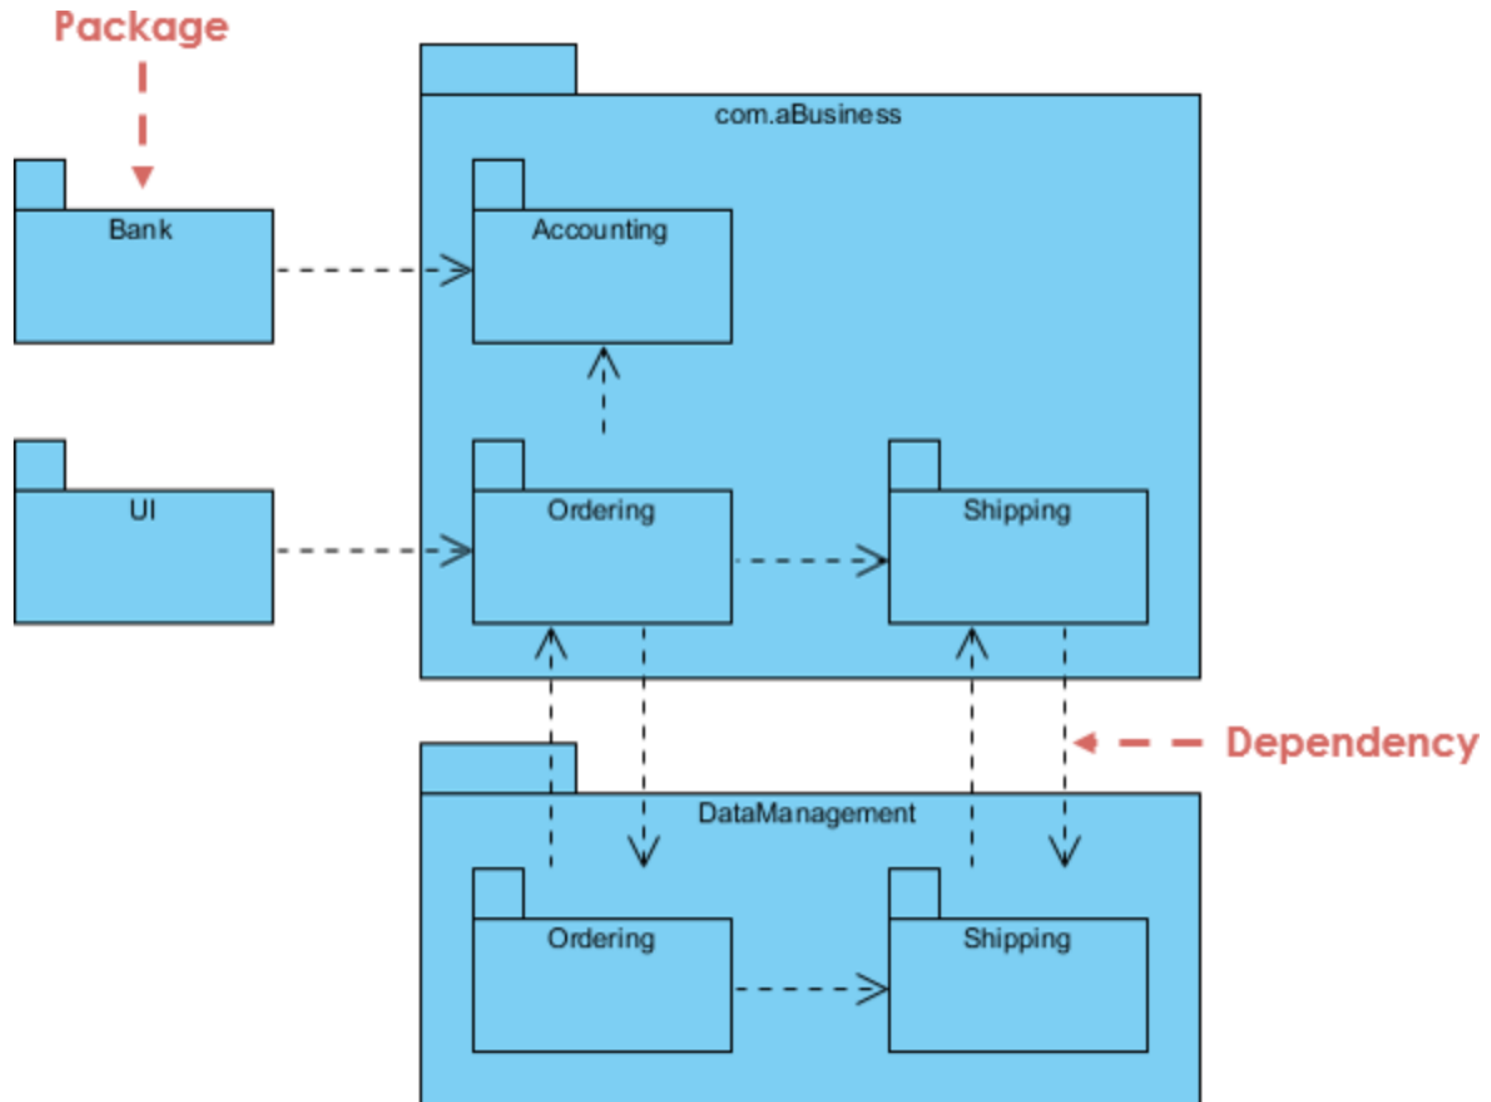 Package
com.aBusiness
Bank
Accounting
UI
Ordering
Shipping
Dependency
DataManagement
Ordering
Shipping